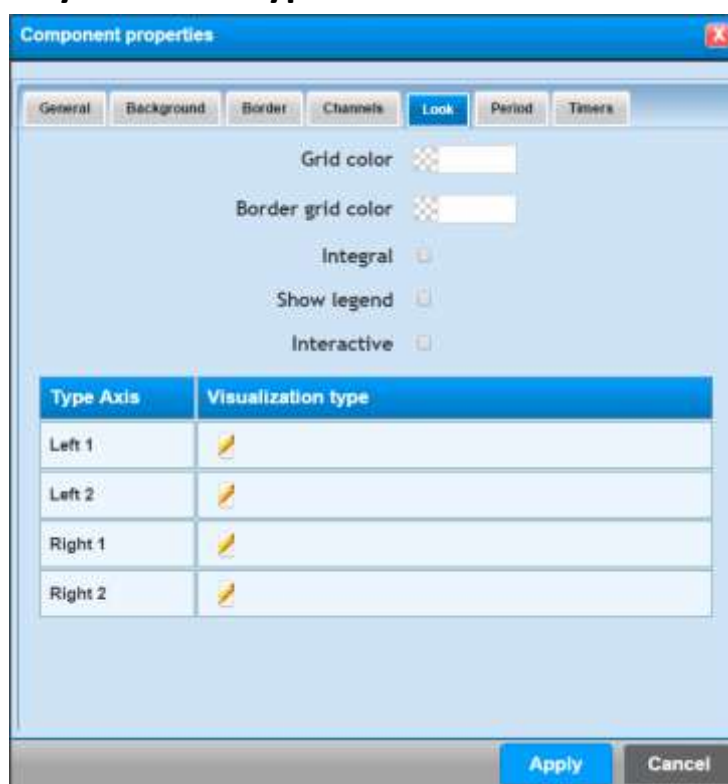 Component properties
X
General Background Border Channels Look Period Timers
Grid color
Border grid color
Integral
Show legend
Interactive
Type Axis Visualization type
Left 1
Left 2
Right 1
Right 2
Apply Cancel